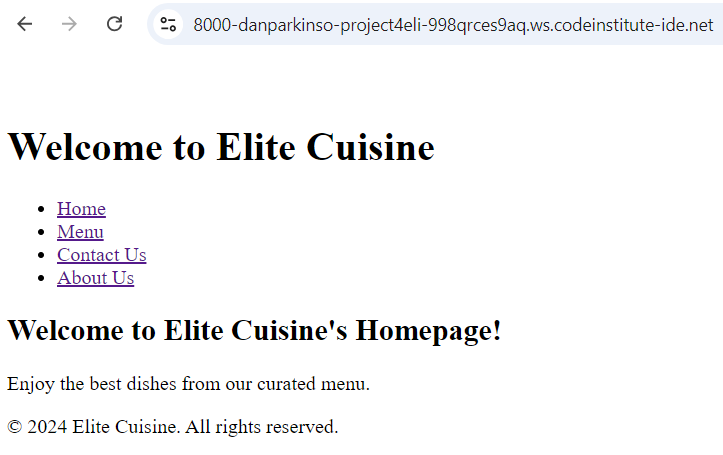 8000-danparkinso-project4eli-998qrces9aq.ws.codeinstitute-ide.net
Welcome to Elite Cuisine
Home
Menu
Contact Us
About Us
Welcome to Elite Cuisine's Homepage!
Enjoy the best dishes from our curated menu.
© 2024 Elite Cuisine. All rights reserved.